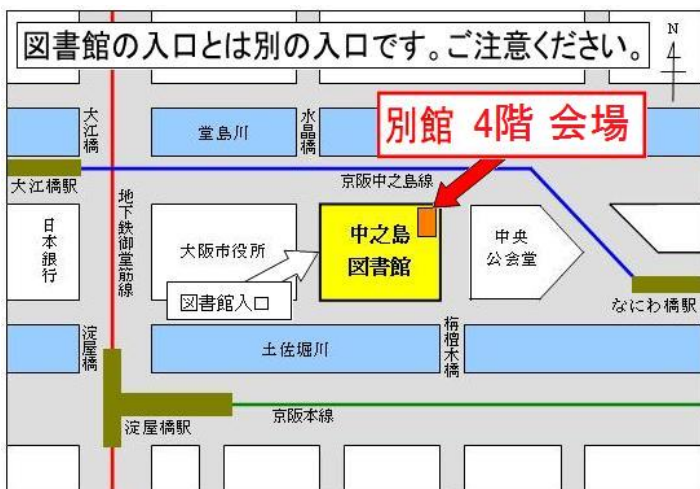 図書館の入口とは別の入口です。ご注意ください。
N
大江橋
堂島川
水晶橋
別館 4階 会場
大江橋駅
京阪中之島線
地下鉄御堂筋線
日本銀行
大阪市役所
中之島
図書館
中央
公会堂
図書館入口
なにわ橋駅
淀屋橋
土佐堀川
栴檀木橋
淀屋橋駅
京阪本線